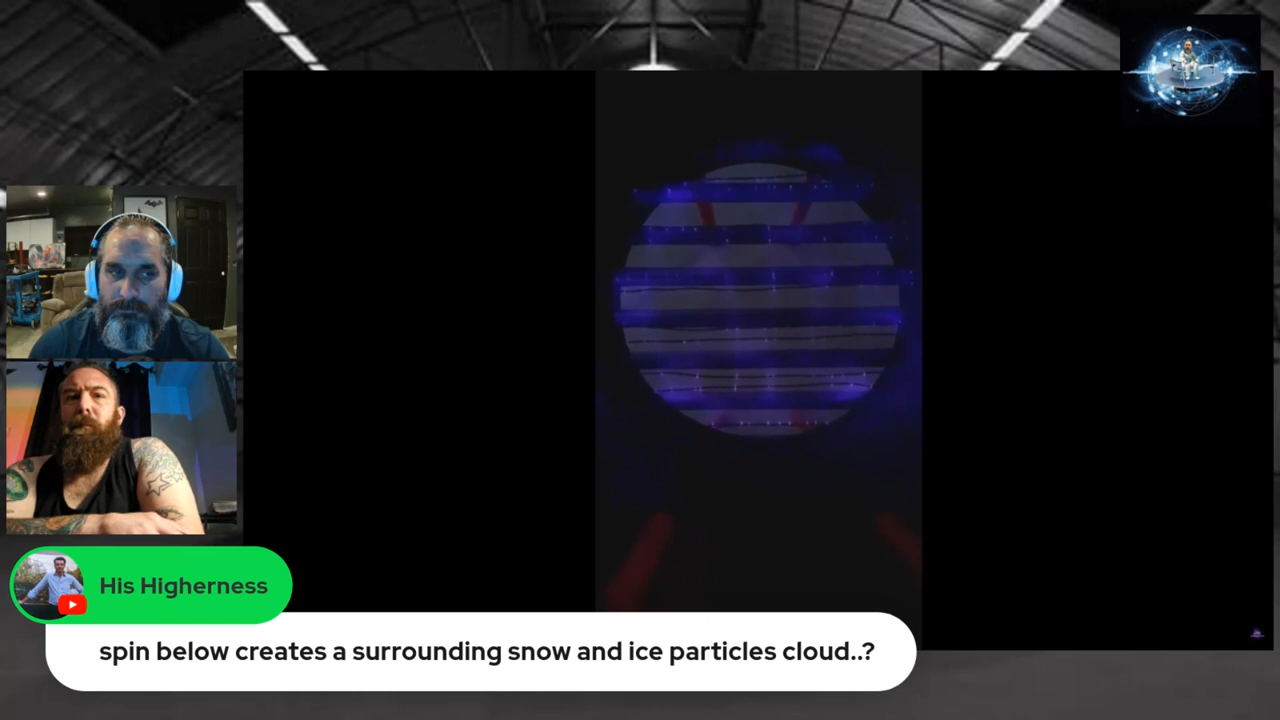 His Higherness
spin below creates a surrounding snow and ice particles cloud..?